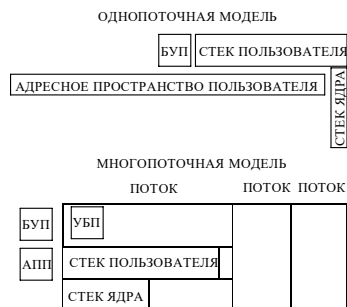 ОДНОПОТОЧНАЯ МОДЕЛЬ
БУП СТЕК ПОЛЬЗОВАТЕЛЯ
АДРЕСНОЕ ПРОСТРАНСТВО ПОЛЬЗОВАТЕЛЯ
СТЕК ЯДРА
МНОГОПОТОЧНАЯ МОДЕЛЬ
ПОТОК ПОТОК ПОТОК
БУП УБП
АПП СТЕК ПОЛЬЗОВАТЕЛЯ
СТЕК ЯДРА